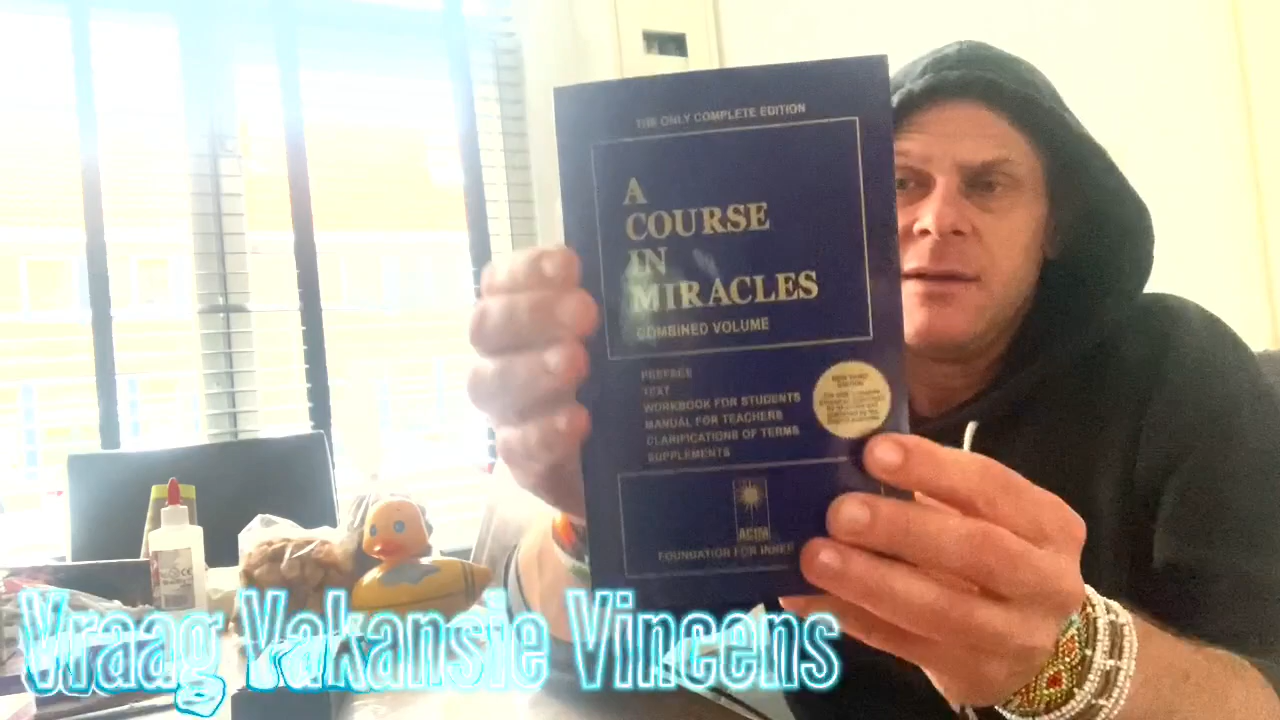 THE ONLY COMPLETE EDITION
A
COURSE
IN
MIRACLES
COMBINED VOLUME
PREFACE
TEXT
WORKBOOK FOR STUDENTS
MANUAL FOR TEACHERS
CLARIFICATIONS OF TERMS
SUPPLEMENTS
ACIM
FOUNDATION FOR INNER
Vraag Vakansie Vincens